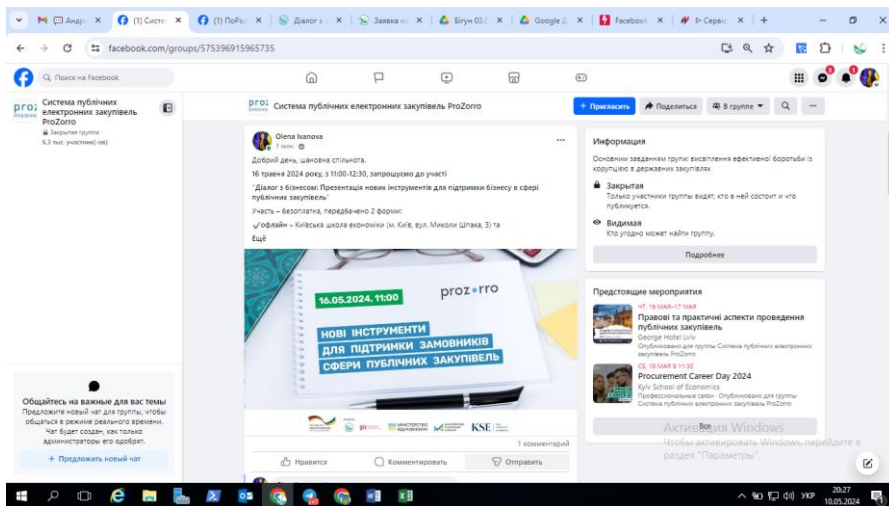 (1) Систе
Діалог з
Google Д
Facebook
facebook.com/groups/575396915965735
Поиск на Facebook
Система публічних
електронних закупівель
ProZorro
Закрытая группа ·
6,3 тыс. участник(-ов)
Общайтесь на важные для вас темы
Предложите новый чат для группы, чтобы
общаться в режиме реального времени.
Чат будет создан, как только
администраторы его одобрят.
+ Предложить новый чат
Система публічних електронних закупівель ProZorro
+ Пригласить
Поделиться
В группе
Olena Ivanova
1 мин. ·
Добрий день, шановна спільнота.
16 травня 2024 року, з 11:00-12:30, запрошуємо до участі
"Діалог з бізнесом: Презентація нових інструментів для підтримки бізнесу в сфері
публічних закупівель"
Участь – безоплатна, передбачено 2 форми:
✓офлайн – Київська школа економіки (м. Київ, вул. Миколи Шпака, 3) та
Ещё
16.05.2024, 11:00
prozorro
НОВІ ІНСТРУМЕНТИ
ДЛЯ ПІДТРИМКИ ЗАМОВНИКІВ
СФЕРИ ПУБЛІЧНИХ ЗАКУПІВЕЛЬ
giz
KSE
1 комментарий
Нравится
Комментировать
Отправить
Информация
Основним завданням групи: висвітлення ефективної боротьби із
корупцією в державних закупівлях
Закрытая
Только участники группы видят, кто в ней состоит и что
публикуется.
Видимая
Кто угодно может найти группу.
Подробнее
Предстоящие мероприятия
ЧТ, 16 МАЯ–17 МАЯ
Правові та практичні аспекти проведення
публічних закупівель
George Hotel Lviv
Опубликовано для группы Система публічних електронних
закупівель ProZorro
СБ, 18 МАЯ В 11:30
Procurement Career Day 2024
Kyiv School of Economics
Профессиональные связи · Опубликовано для группы
Система публічних електронних закупівель ProZorro
Все
Активация Windows
Чтобы активировать Windows, перейдите в
раздел "Параметры".
УКР
20:27
10.05.2024